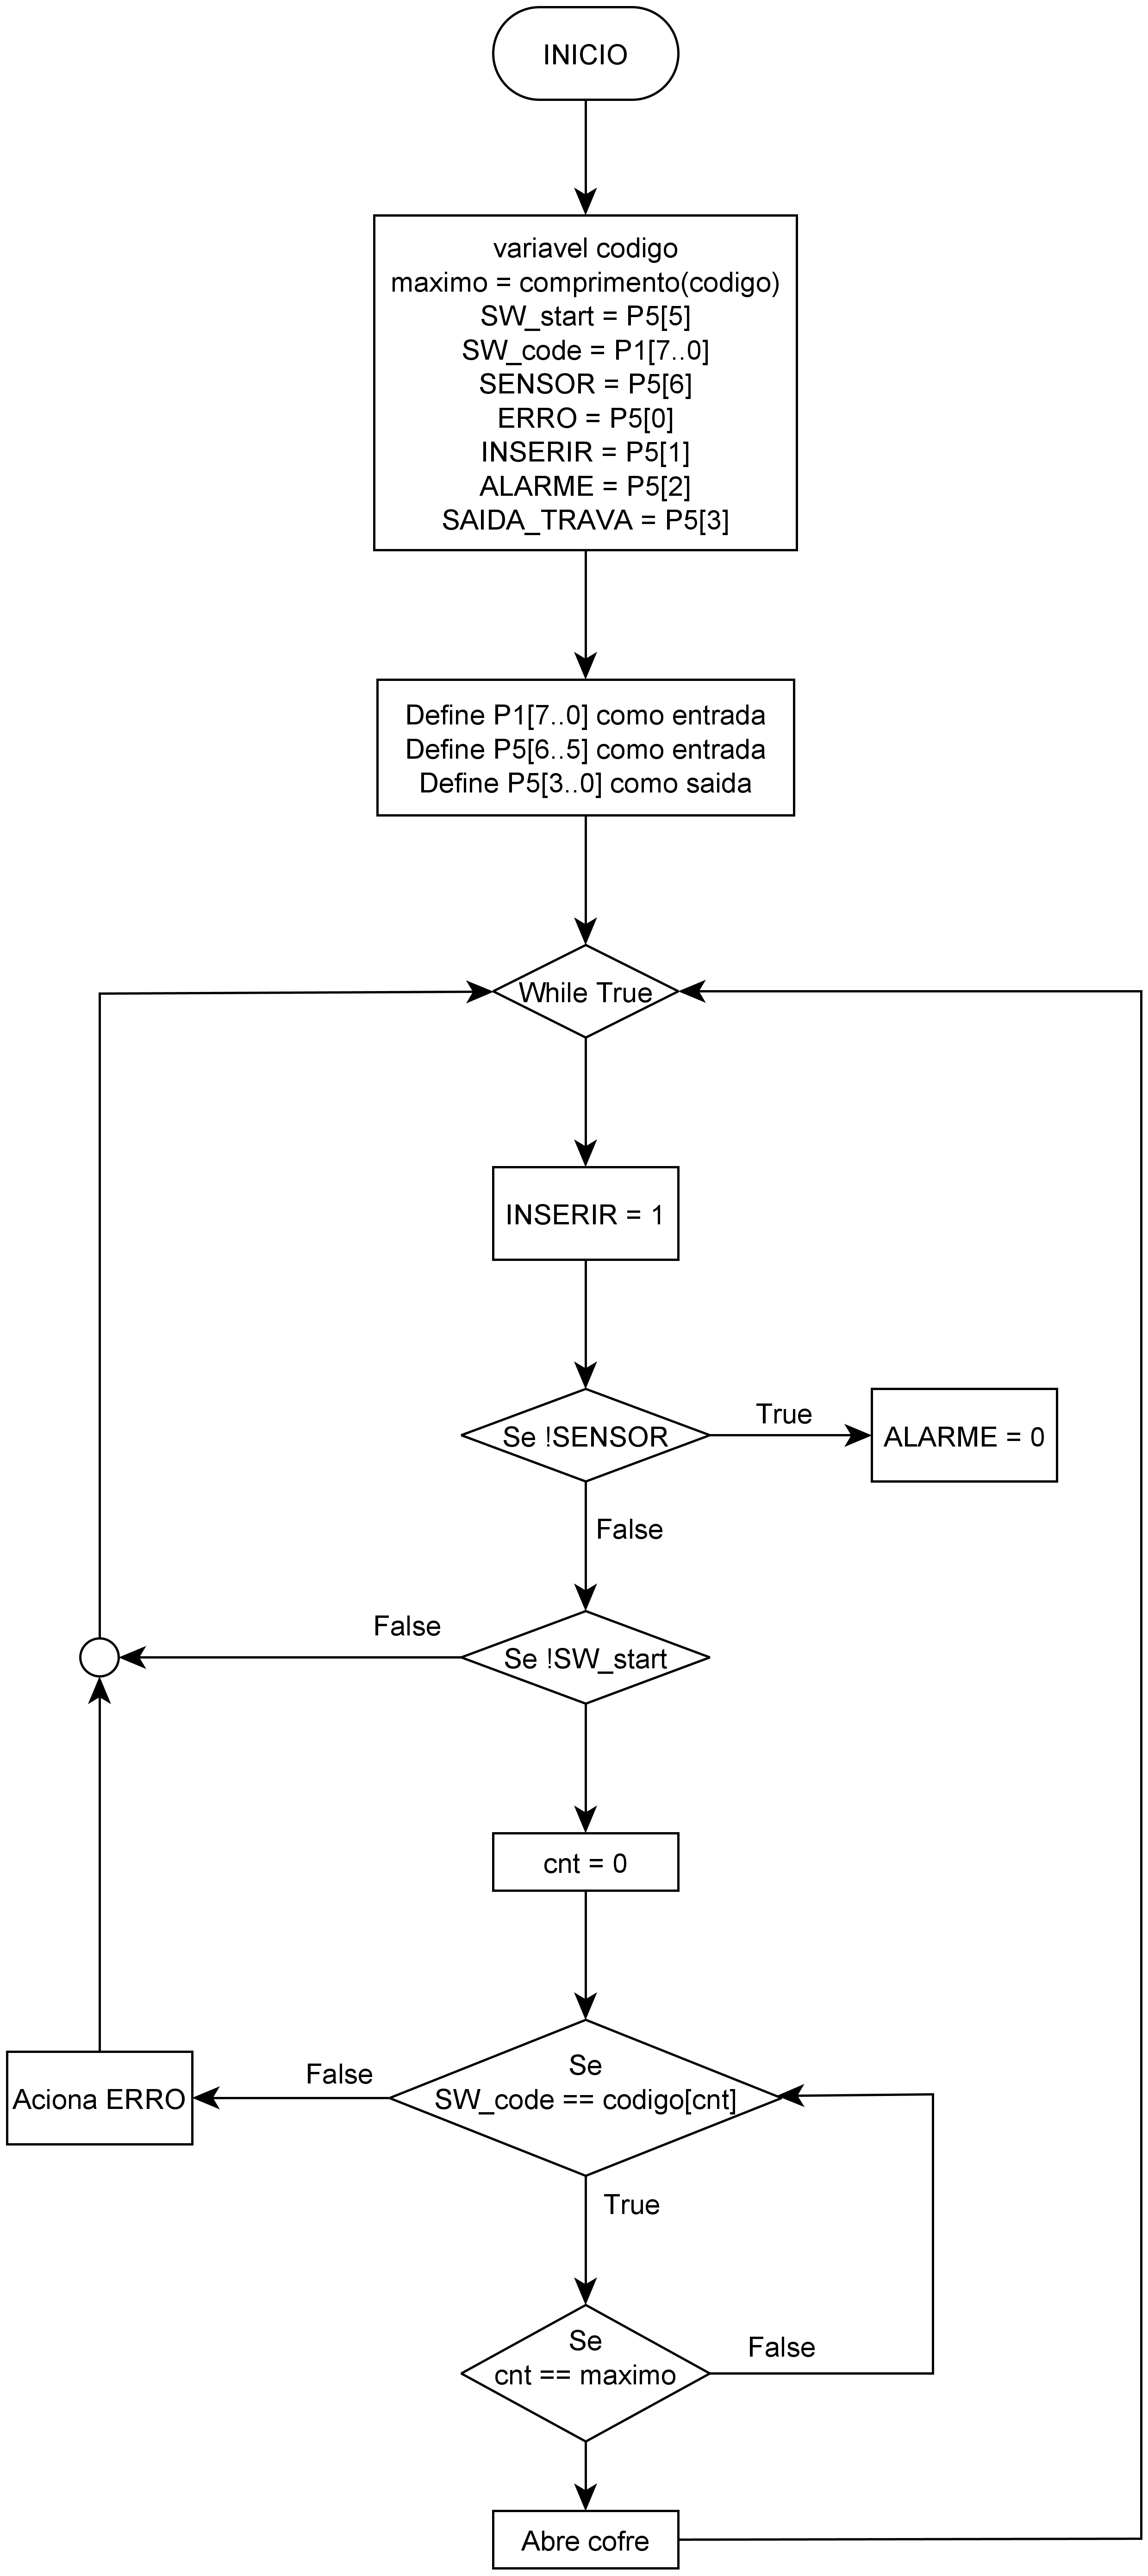 INICIO
variavel codigo
maximo = comprimento(codigo)
SW_start = P5[5]
SW_code = P1[7..0]
SENSOR = P5[6]
ERRO = P5[0]
INSERIR = P5[1]
ALARME = P5[2]
SAIDA_TRAVA = P5[3]
Define P1[7..0] como entrada
Define P5[6..5] como entrada
Define P5[3..0] como saida
While True
INSERIR = 1
Se !SENSOR
True
ALARME = 0
False
False
Se !SW_start
cnt = 0
Se
SW_code == codigo[cnt]
False
Aciona ERRO
True
Se
cnt == maximo
False
Abre cofre